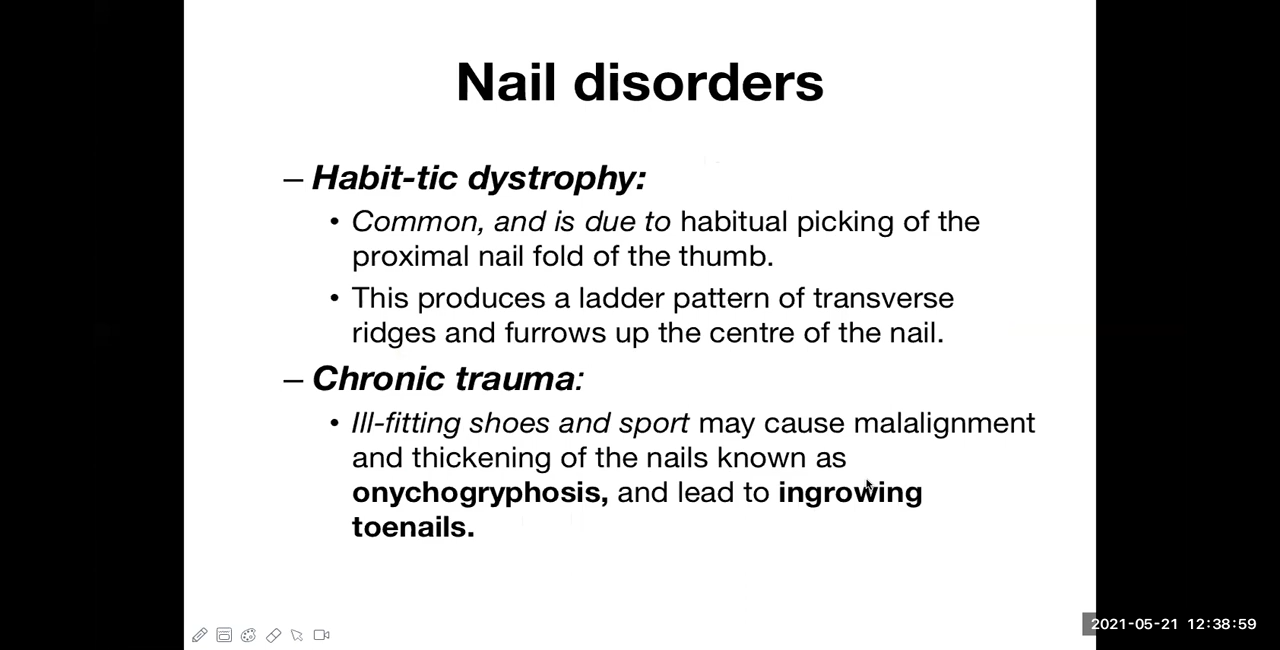 Nail disorders
– Habit-tic dystrophy:
• Common, and is due to habitual picking of the
proximal nail fold of the thumb.
• This produces a ladder pattern of transverse
ridges and furrows up the centre of the nail.
– Chronic trauma:
• Ill-fitting shoes and sport may cause malalignment
and thickening of the nails known as
onychogryphosis, and lead to ingrowing
toenails.
2021-05-21 12:38:59